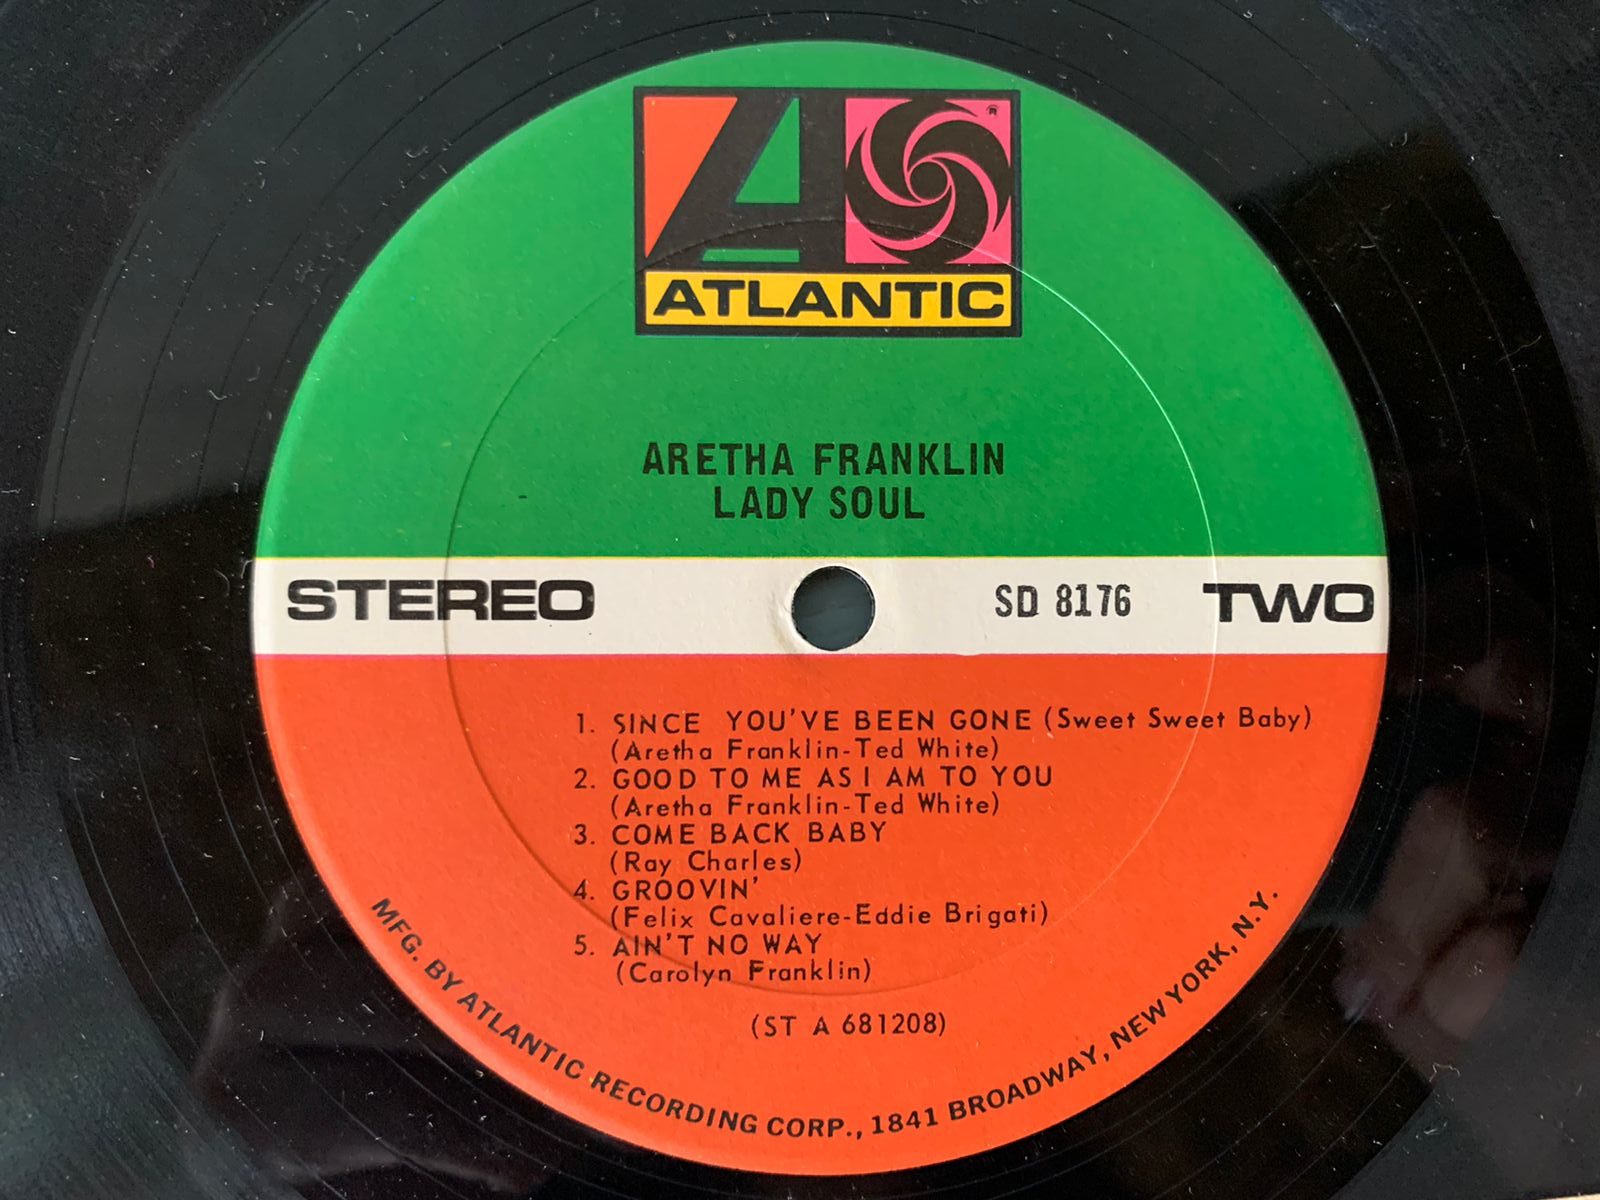 ATLANTIC
ARETHA FRANKLIN
LADY SOUL
STEREO
SD 8176
TWO
1. SINCE YOU'VE BEEN GONE (Sweet Sweet Baby)
(Aretha Franklin-Ted White)
2. GOOD TO ME AS I AM TO YOU
(Aretha Franklin-Ted White)
3. COME BACK BABY
(Ray Charles)
4. GROOVIN'
(Felix Cavaliere-Eddie Brigati)
5. AIN'T NO WAY
(Carolyn Franklin)
(ST A 681208)
MFG. BY ATLANTIC RECORDING CORP., 1841 BROADWAY, NEW YORK, N.Y.